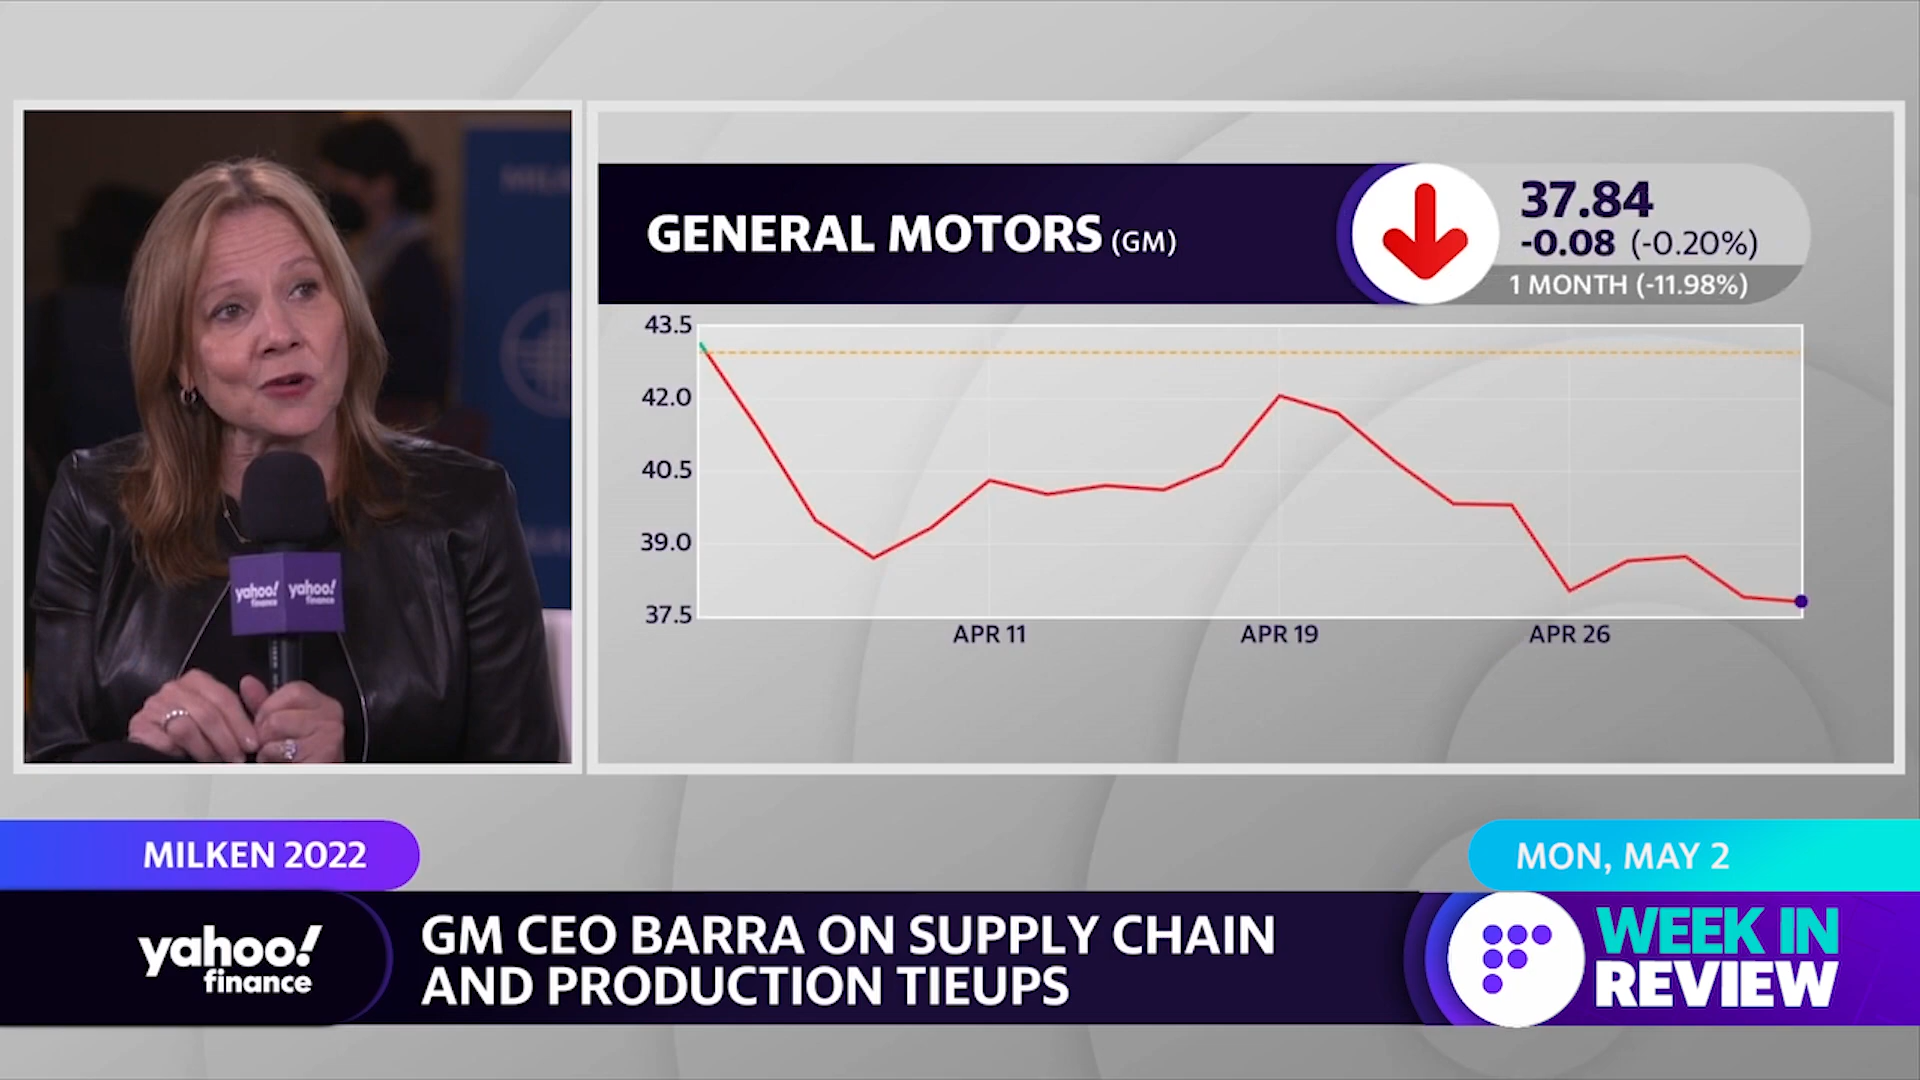 GENERAL MOTORS (GM)
37.84
-0.08 (-0.20%)
1 MONTH (-11.98%)
43.5
42.0
40.5
39.0
37.5
APR 11
APR 19
APR 26
yahoo! yahoo!
finance finance
MILKEN 2022
MON, MAY 2
yahoo!
finance
GM CEO BARRA ON SUPPLY CHAIN
AND PRODUCTION TIEUPS
WEEK IN
REVIEW